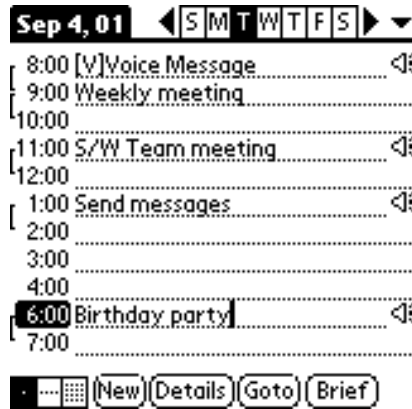 Sep 4, 01 S M T W T F S
8:00 [V]Voice Message
9:00 Weekly meeting
10:00
11:00 S/W Team meeting
12:00
1:00 Send messages
2:00
3:00
4:00
6:00 Birthday party
7:00
New Details Goto Brief